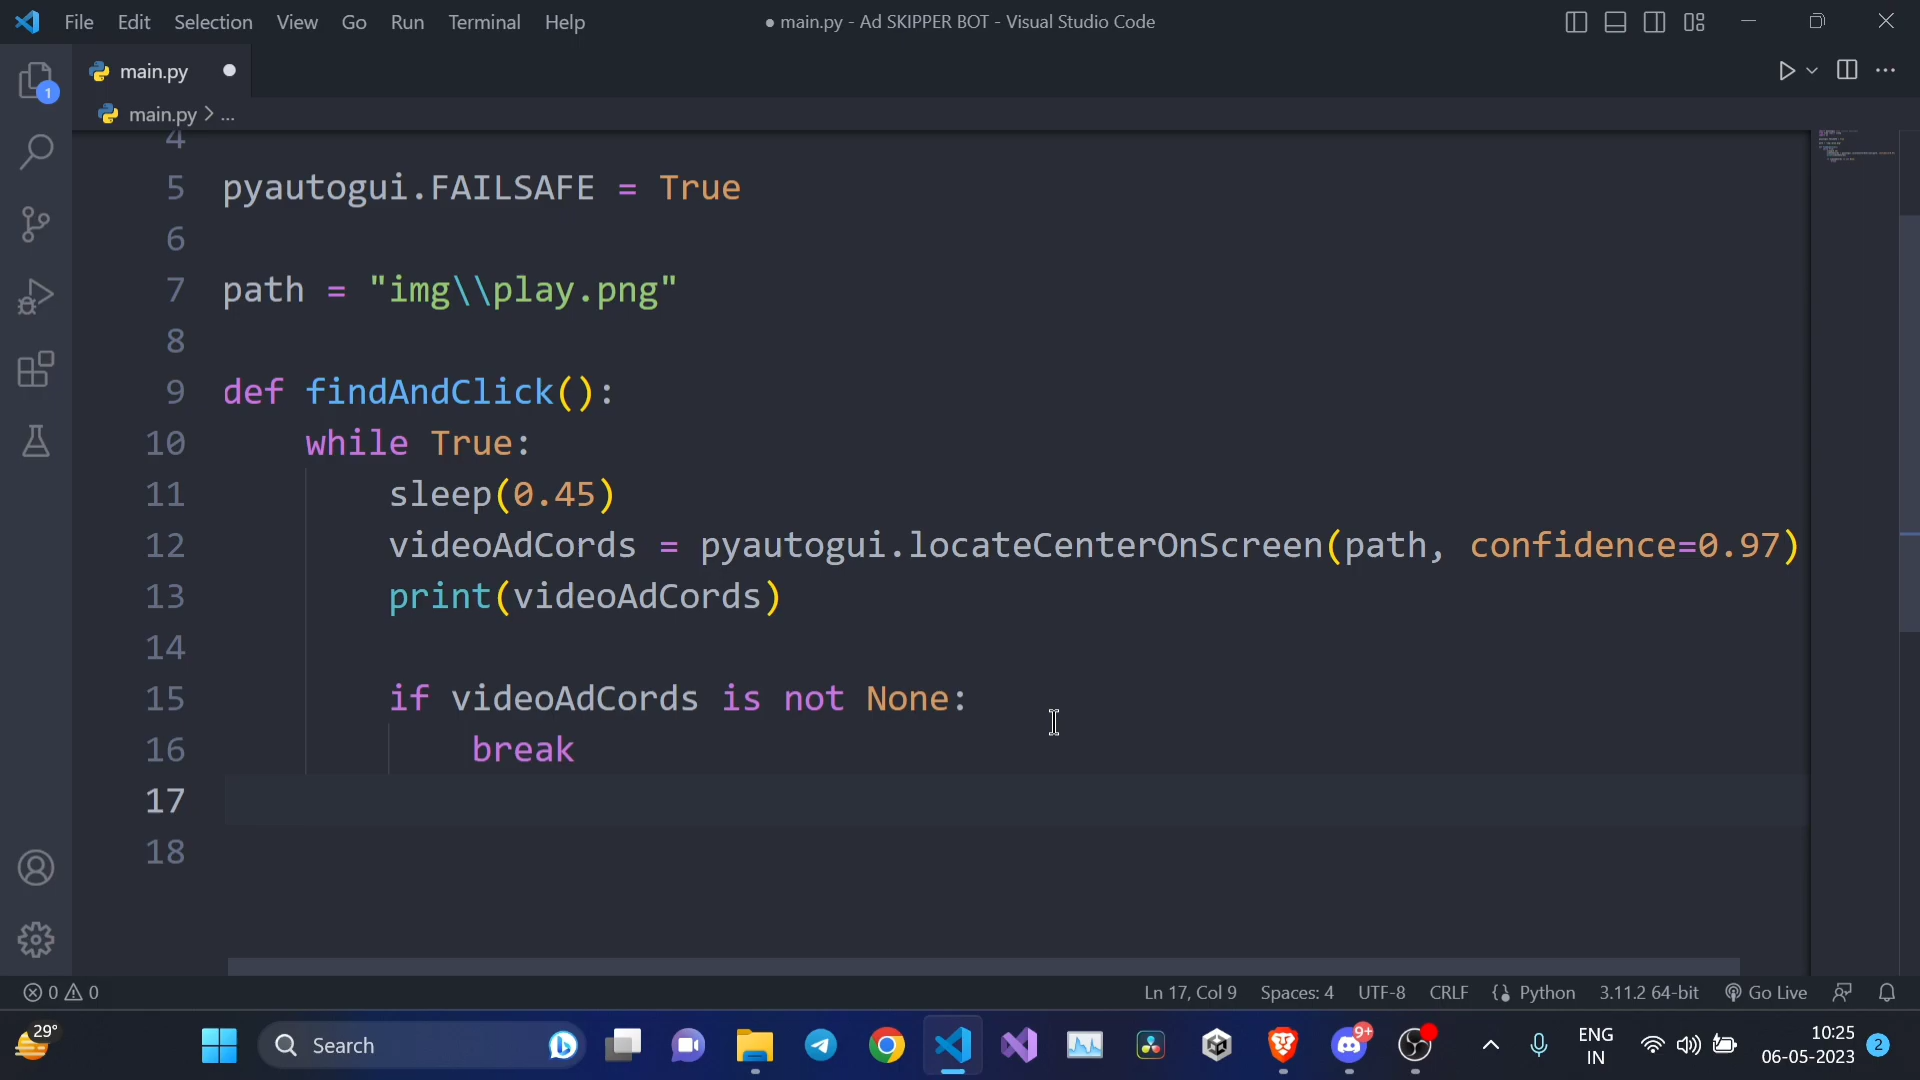 File Edit Selection View Go Run Terminal Help
● main.py - Ad SKIPPER BOT - Visual Studio Code
1
main.py
main.py > ...
4
5 pyautogui.FAILSAFE = True
6
7 path = "img\\play.png"
8
9 def findAndClick():
10 while True:
11 sleep(0.45)
12 videoAdCords = pyautogui.locateCenterOnScreen(path, confidence=0.97)
13 print(videoAdCords)
14
15 if videoAdCords is not None:
16 break
17
18
0 0 Ln 17, Col 9 Spaces: 4 UTF-8 CRLF Python 3.11.2 64-bit Go Live
29° Search 9+ ENG IN 10:25 06-05-2023 2